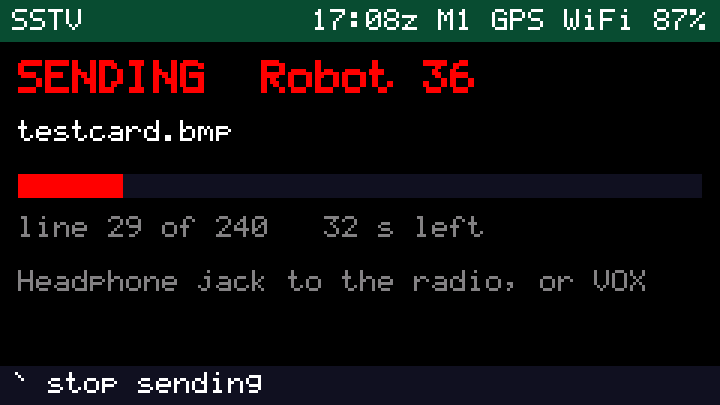 SSTV 17:08z M1 GPS WiFi 87%
SENDING Robot 36
testcard.bmp
line 29 of 240 32 s left
Headphone jack to the radio, or VOX
` stop sending